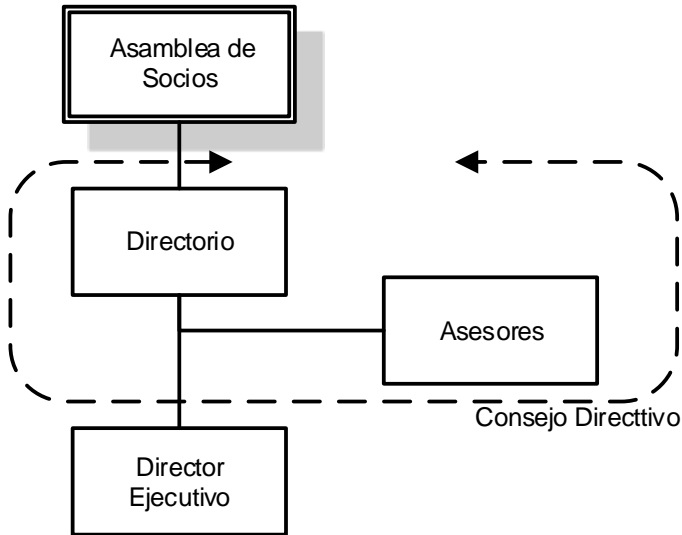 Asamblea de
Socios
Directorio
Asesores
Consejo Directtivo
Director
Ejecutivo